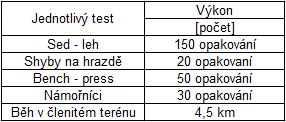 Jednotlivý test Výkon
[počet]
Sed - leh 150 opakování
Shyby na hrazdě 20 opakovaní
Bench - press 50 opakování
Námořníci 30 opakování
Běh v členitém terénu 4,5 km